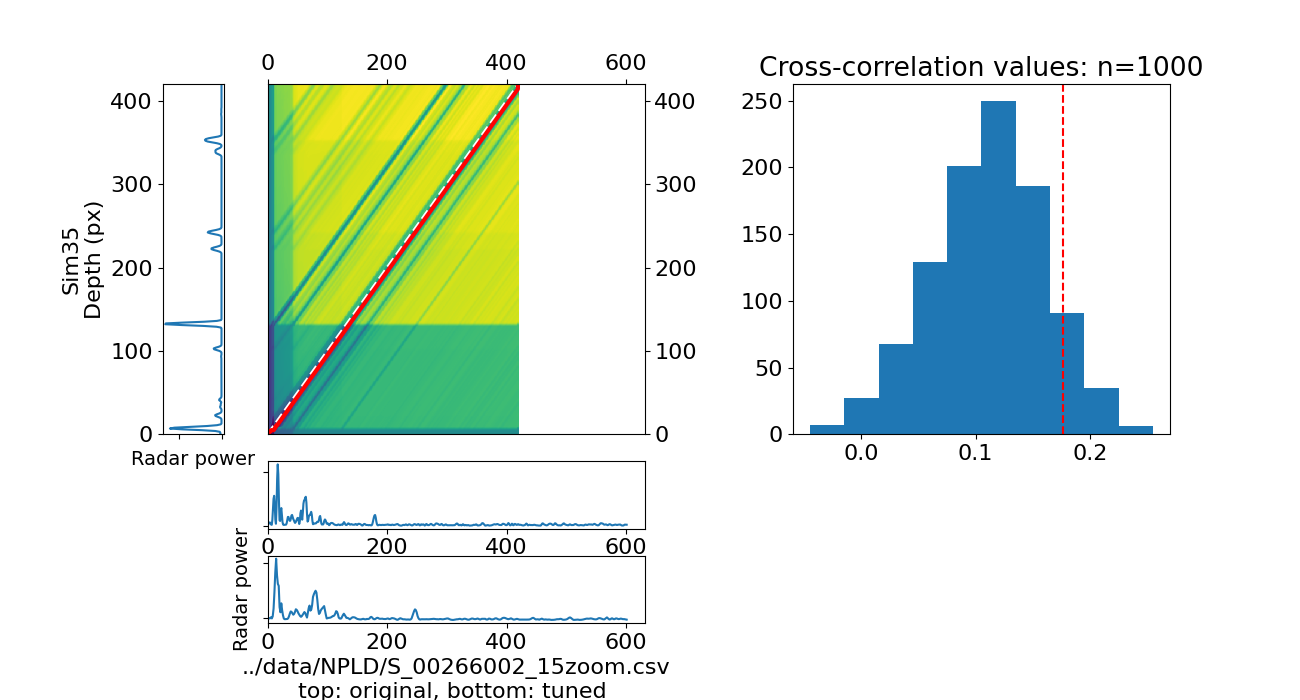 0 200 400 600
Cross-correlation values: n=1000
400
300
200
100
0
Sim35
Depth (px)
400
300
200
100
0
250
200
150
100
50
0
0.0 0.1 0.2
Radar power
0 200 400 600
Radar power
0 200 400 600
../data/NPLD/S_00266002_15zoom.csv
top: original, bottom: tuned